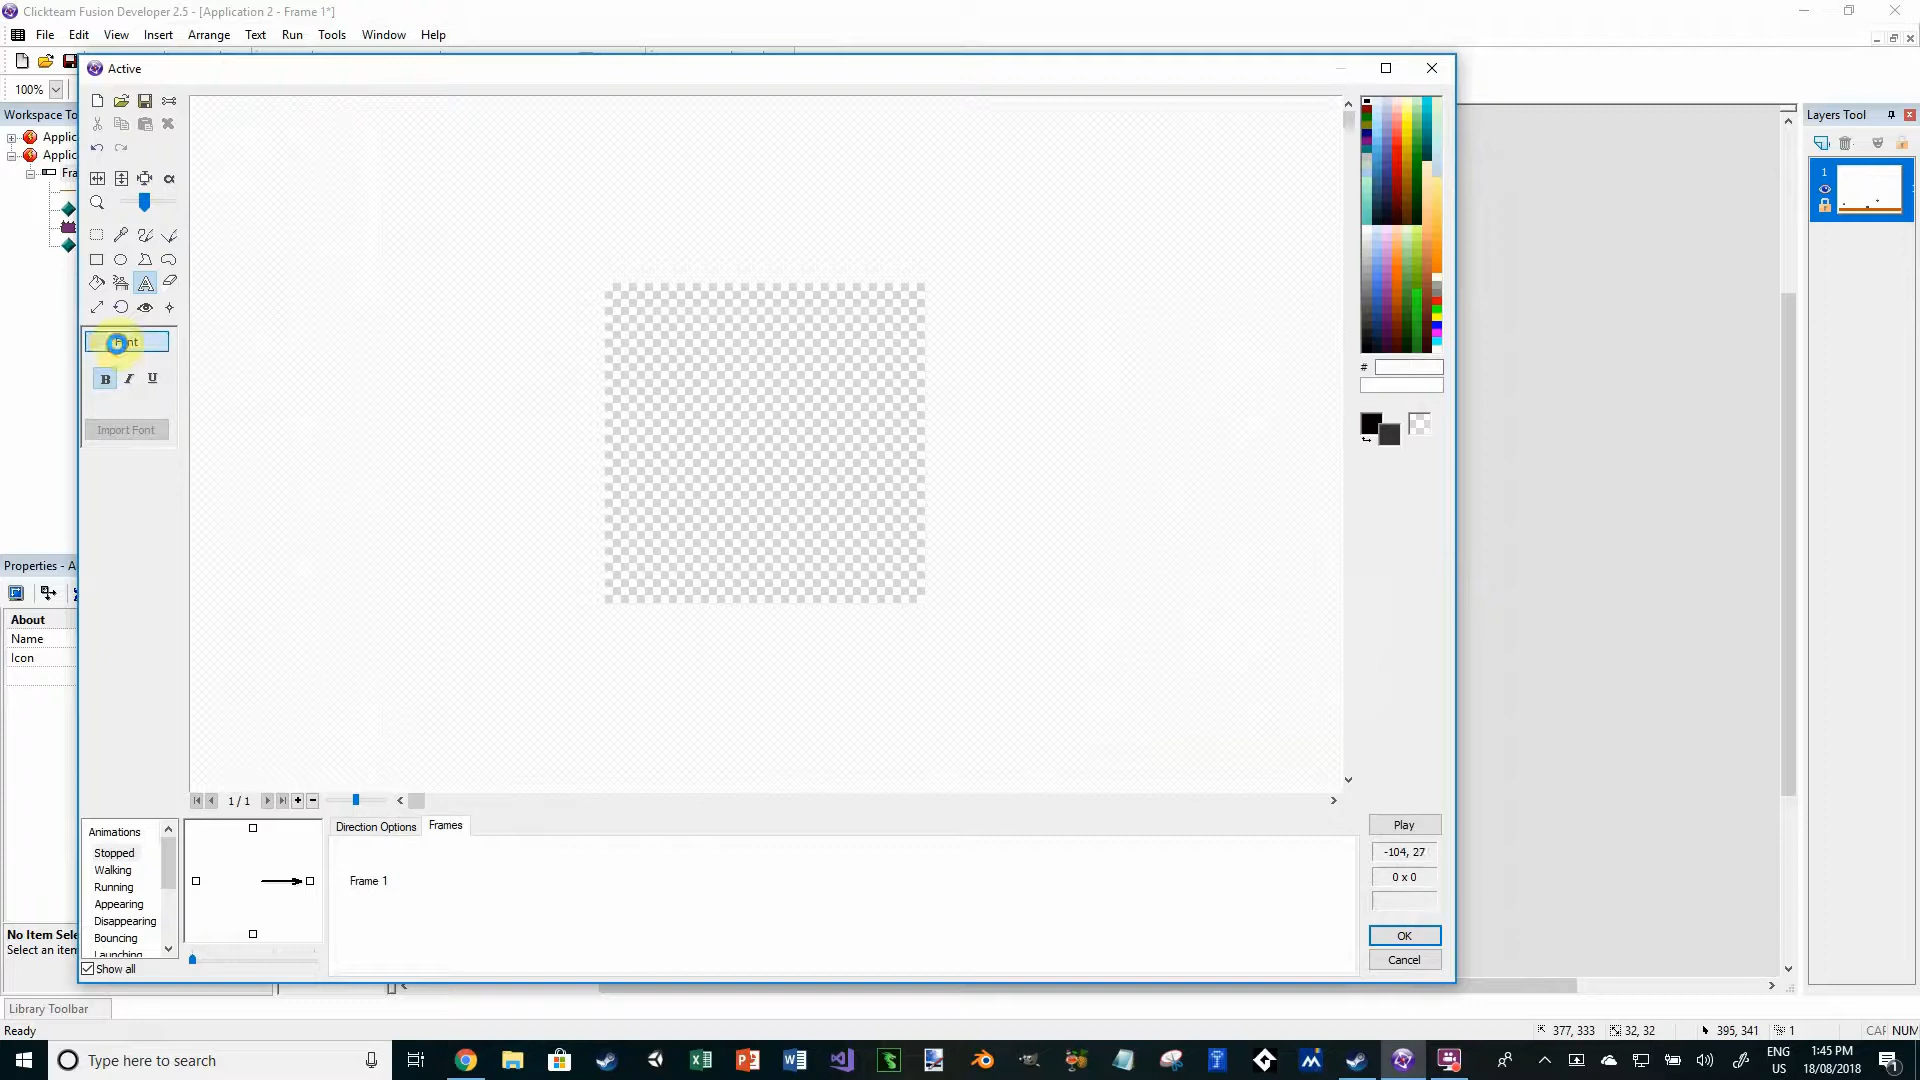 Clickteam Fusion Developer 2.5 - [Application 2 - Frame 1*]
File Edit View Insert Arrange Text Run Tools Window Help
Active
100%
Workspace To
Applic
Applic
Fra
Layers Tool
1
Font
B I U
Import Font
#
Properties - A
About
Name
Icon
No Item Sele
Select an item
1 / 1
Animations
Stopped
Walking
Running
Appearing
Disappearing
Bouncing
Launching
Show all
Direction Options
Frames
Frame 1
Play
-104, 27
0 x 0
OK
Cancel
Library Toolbar
Ready
377, 333
32, 32
395, 341
1
CAP NUM
Type here to search
ENG
US
1:45 PM
18/08/2018
1